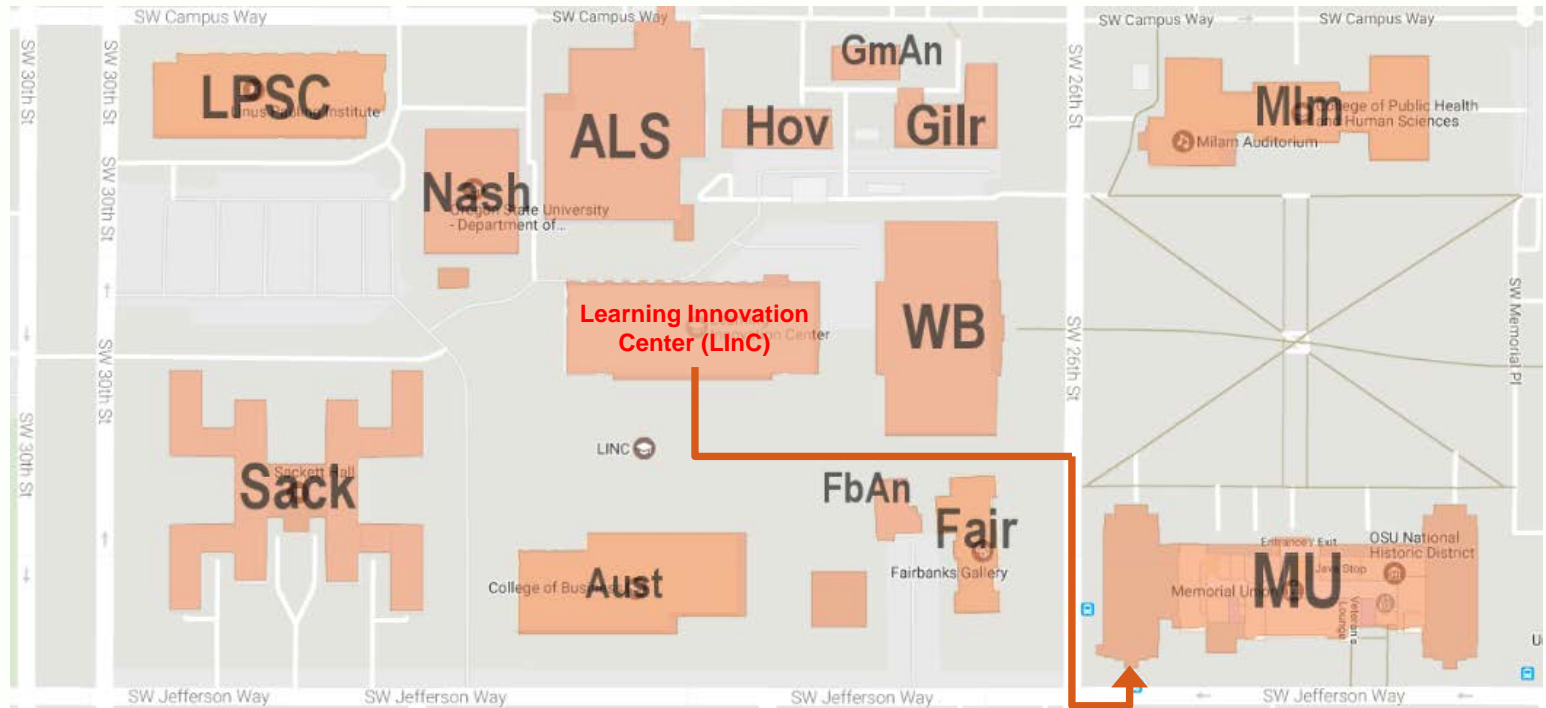 SW Campus Way
SW Campus Way
SW Campus Way
SW Campus Way
SW 30th St
SW 30th St
SW 26th St
GmAn
LPSC
Linus Pauling Institute
ALS
Hov
Gilr
Mlm
College of Public Health
and Human Sciences
Milam Auditorium
Nash
Oregon State University
- Department of...
SW 30th St
Learning Innovation
Center (LInC)
Center
WB
SW 26th St
SW Memorial Pl
SW 30th St
SW 30th St
LINC
Sackett Hall
Sack
FbAn
Fair
Fairbanks Gallery
College of Business
Aust
Entrance / Exit
OSU National
Historic District
Java Stop
MU
Memorial Union
Veteran's
Lounge
SW Jefferson Way
SW Jefferson Way
SW Jefferson Way
SW Jefferson Way